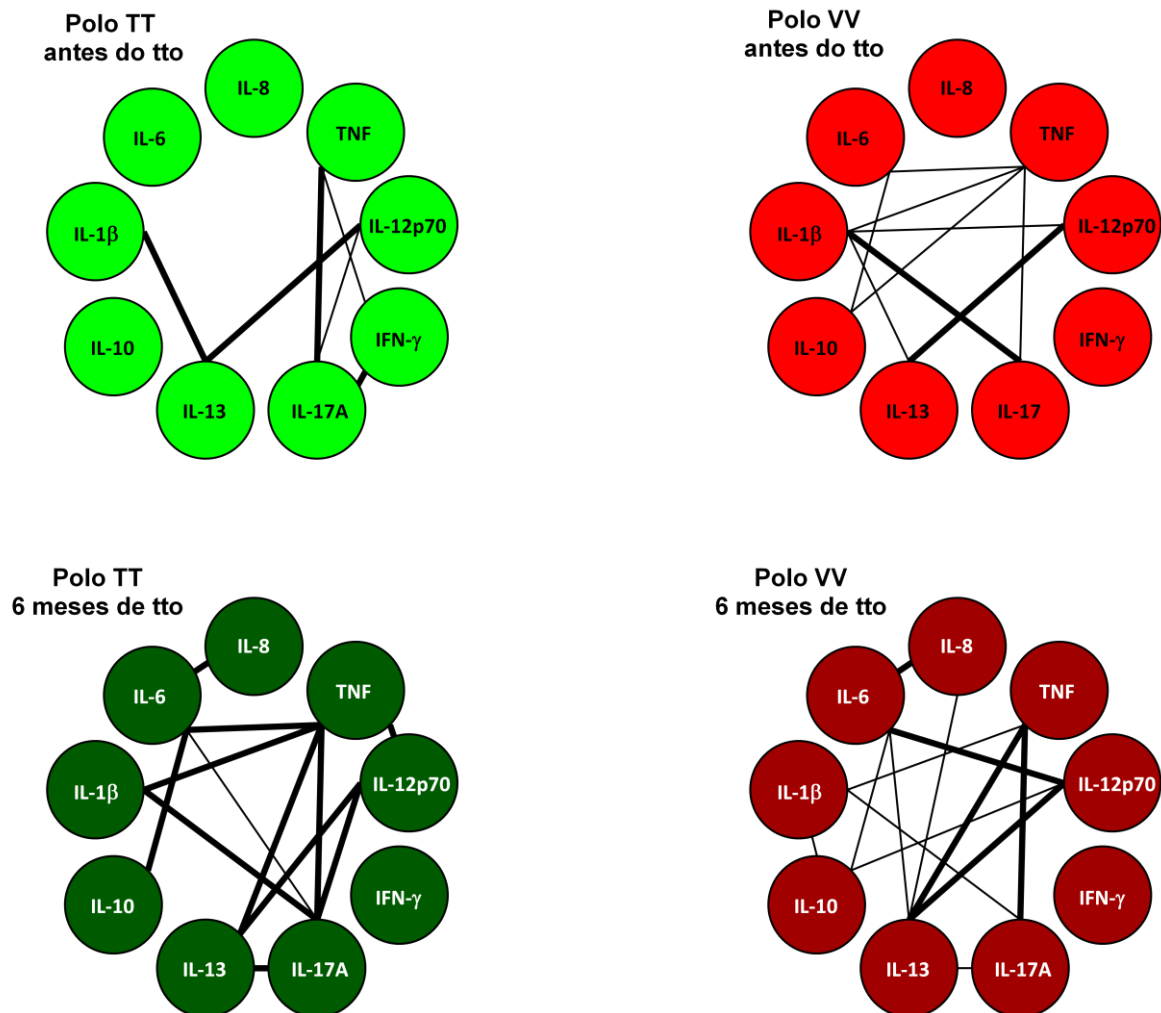 Polo TT
antes do tto
IL-8
TNF
IL-6
IL-12p70
IL-1β
IFN-γ
IL-10
IL-13
IL-17A
Polo VV
antes do tto
IL-8
TNF
IL-6
IL-12p70
IL-1β
IFN-γ
IL-10
IL-13
IL-17
Polo TT
6 meses de tto
IL-8
TNF
IL-6
IL-12p70
IL-1β
IFN-γ
IL-10
IL-13
IL-17A
Polo VV
6 meses de tto
IL-8
TNF
IL-6
IL-12p70
IL-1β
IFN-γ
IL-10
IL-13
IL-17A